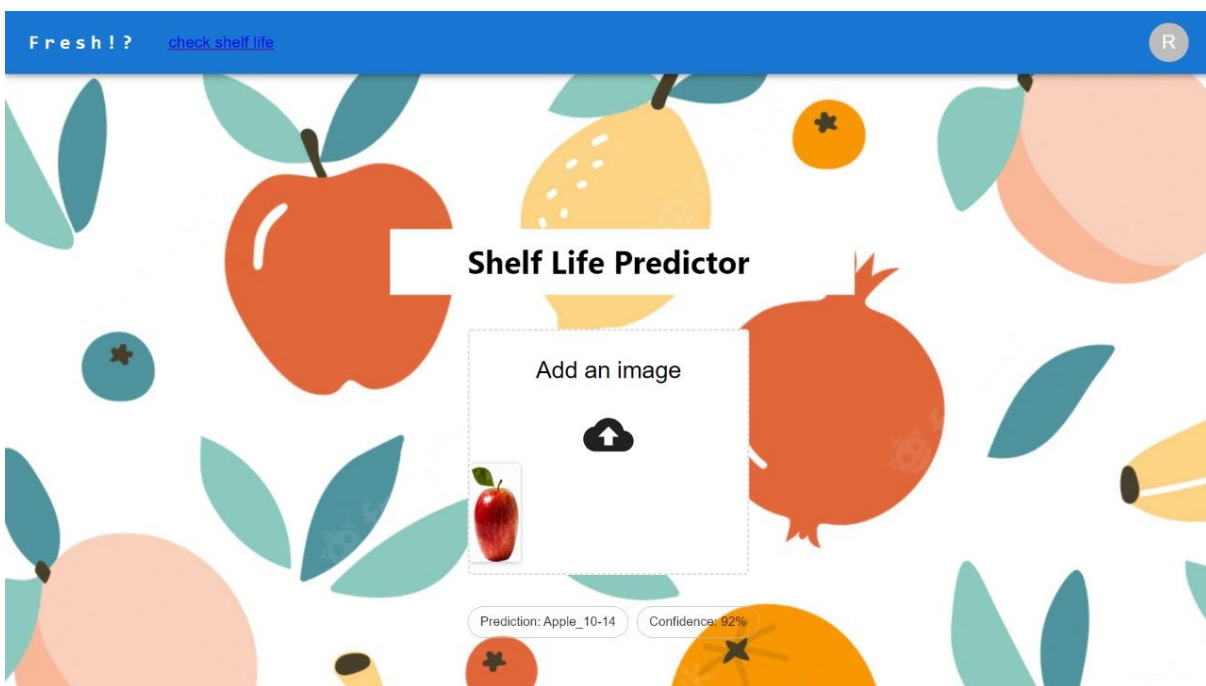 Fresh!? check shelf life R
Shelf Life Predictor
Add an image
Prediction: Apple_10-14 Confidence: 92%